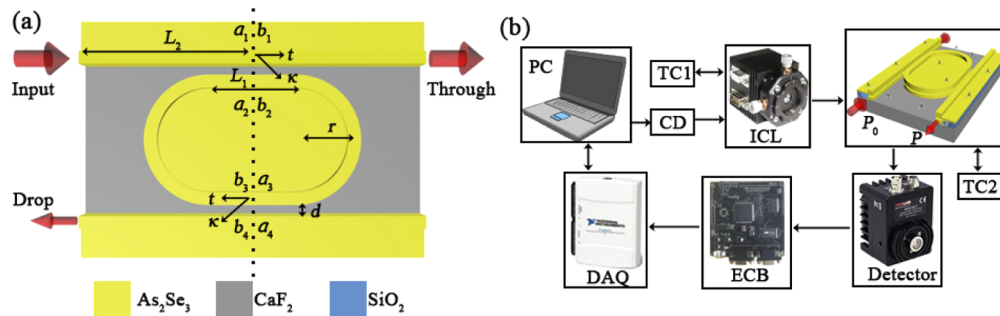 (a)
L₂
a₁ b₁
t
κ
Input
Through
L₁
a₂ b₂
r
b₃ a₃
t
κ
d
b₄ a₄
Drop
As₂Se₃
CaF₂
SiO₂
(b)
PC
TC1
CD
ICL
P₀
P
TC2
DAQ
ECB
Detector